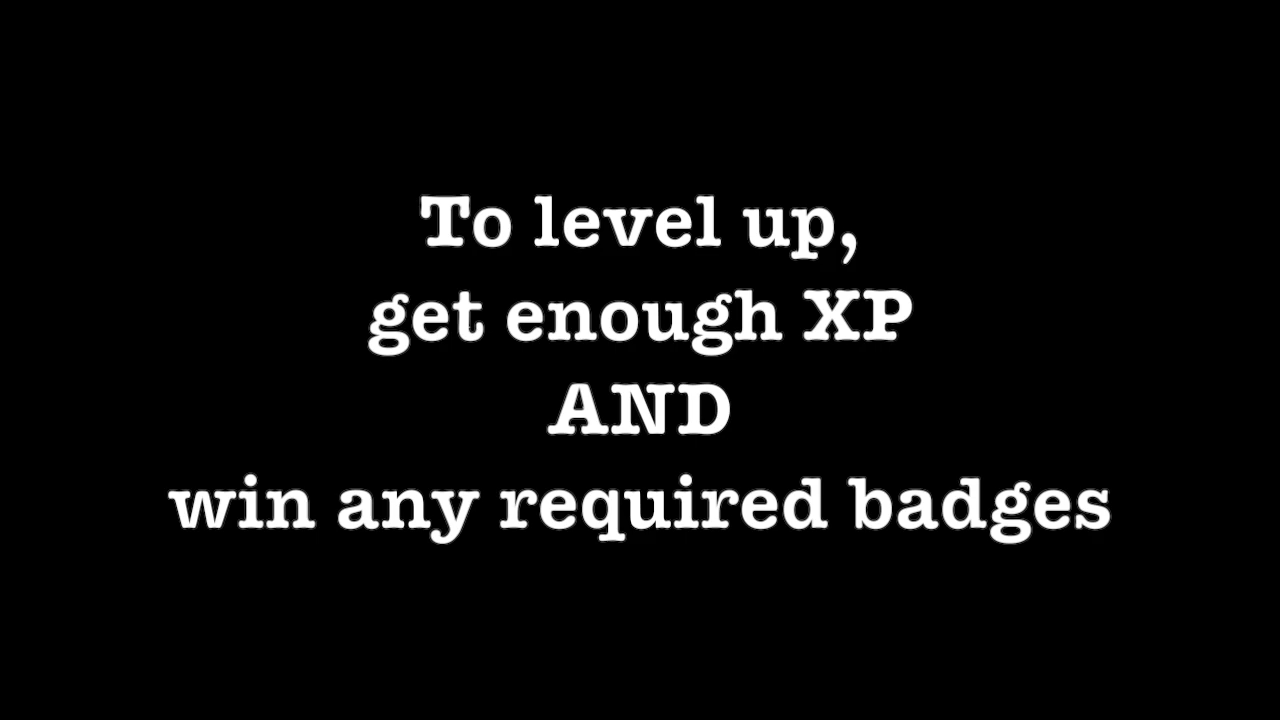 To level up,
get enough XP
AND
win any required badges